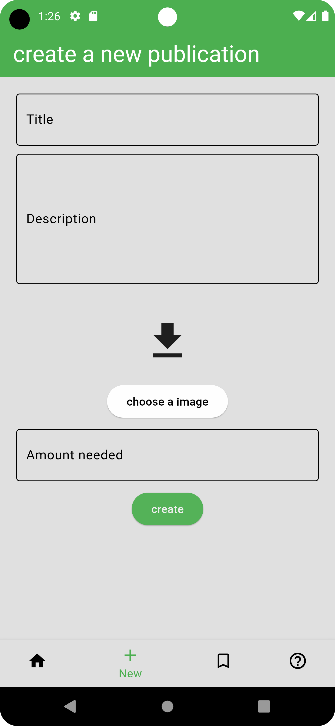 1:26
create a new publication
Title
Description
choose a image
Amount needed
create
New